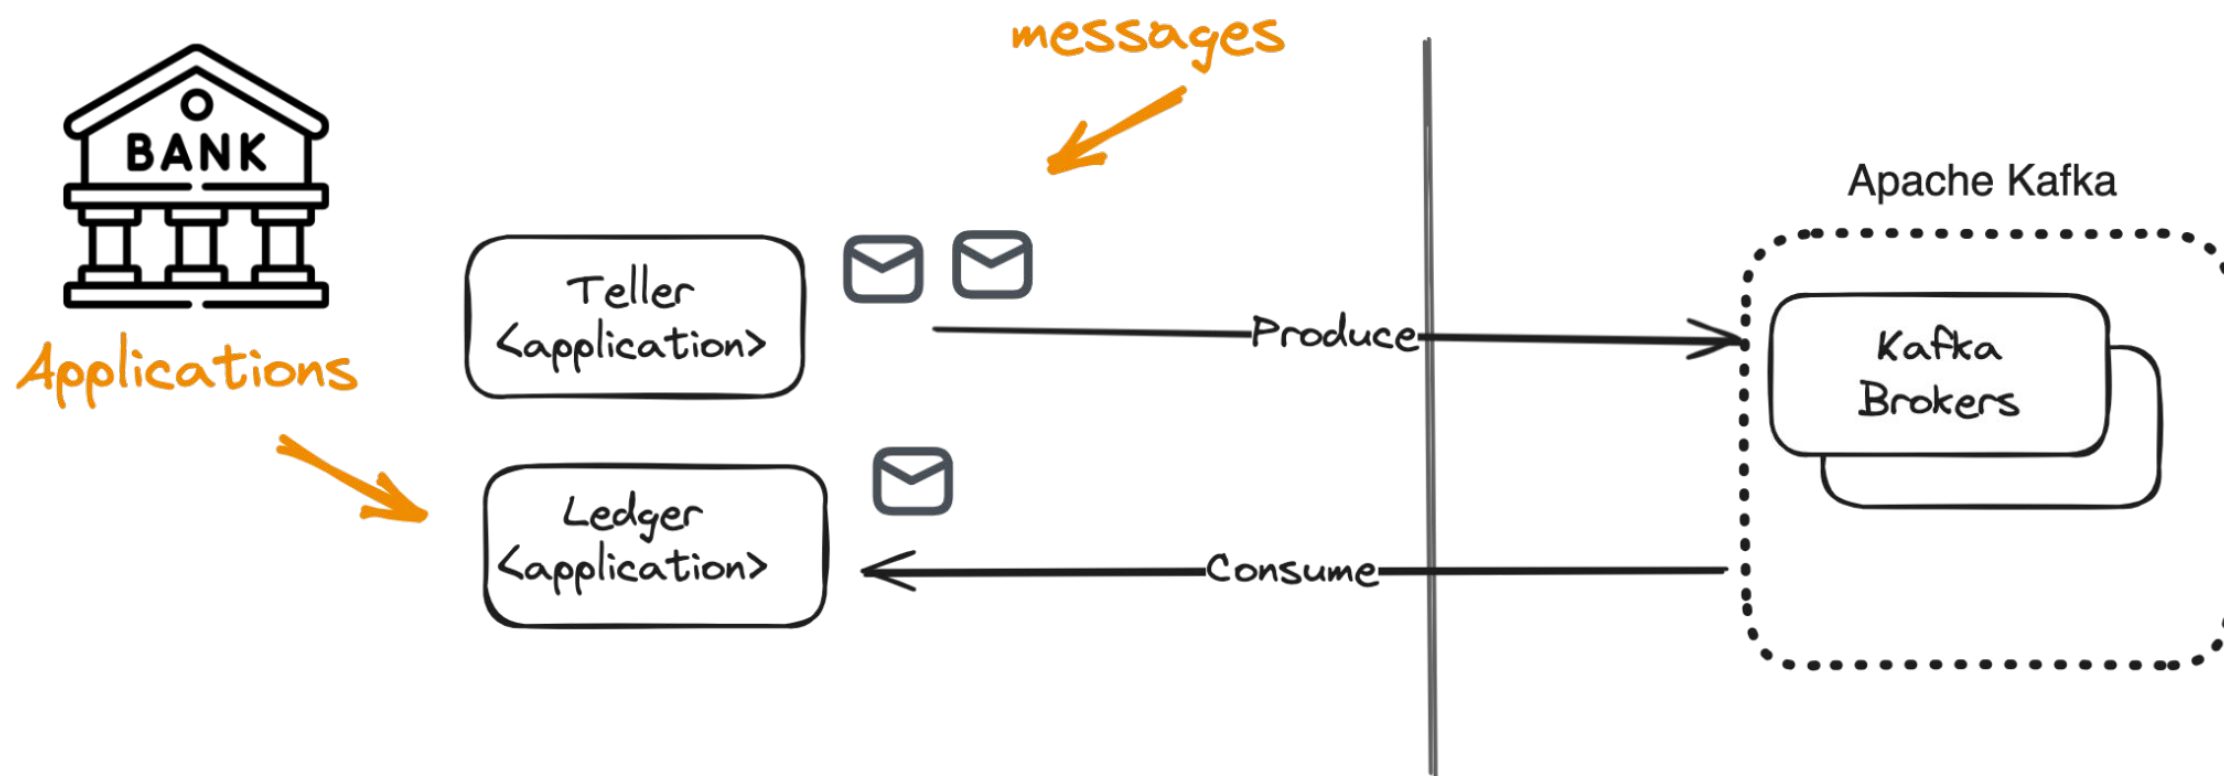 messages
BANK
Apache Kafka
Applications
Teller
<application>
Produce
Kafka
Brokers
Ledger
<application>
Consume